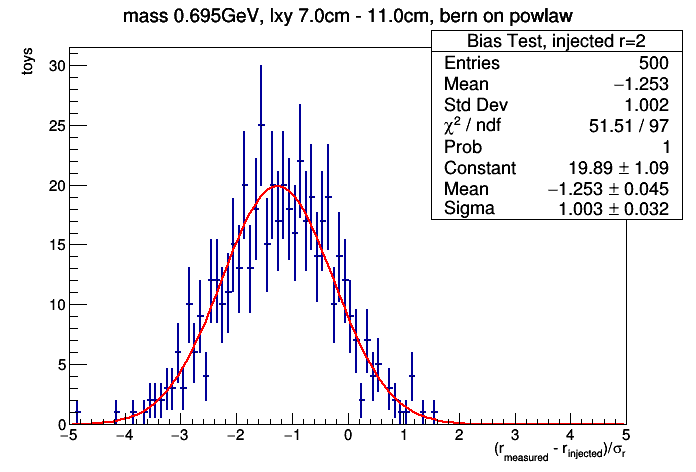 mass 0.695GeV, lxy 7.0cm - 11.0cm, bern on powlaw
Bias Test, injected r=2
Entries 500
Mean −1.253
Std Dev 1.002
χ² / ndf 51.51 / 97
Prob 1
Constant 19.89 ± 1.09
Mean −1.253 ± 0.045
Sigma 1.003 ± 0.032
toys
30
25
20
15
10
5
0
−5 −4 −3 −2 −1 0 1 2 3 4 5
(r_measured - r_injected)/σ_r